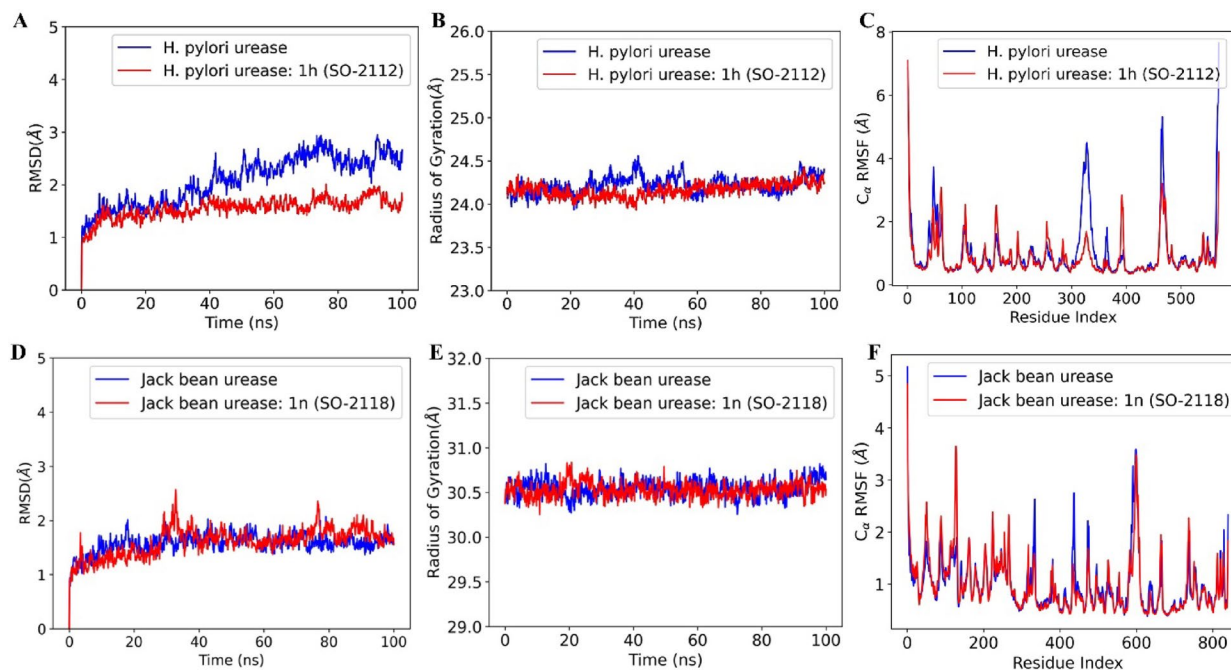 A
RMSD(Å)
5
4
3
2
1
0
H. pylori urease
H. pylori urease: 1h (SO-2112)
0 20 40 60 80 100
Time (ns)
B
Radius of Gyration(Å)
26.0
25.5
25.0
24.5
24.0
23.5
23.0
H. pylori urease
H. pylori urease: 1h (SO-2112)
0 20 40 60 80 100
Time (ns)
C
Cα RMSF (Å)
8
6
4
2
0
H. pylori urease
H. pylori urease: 1h (SO-2112)
0 100 200 300 400 500
Residue Index
D
RMSD(Å)
5
4
3
2
1
0
Jack bean urease
Jack bean urease: 1n (SO-2118)
0 20 40 60 80 100
Time (ns)
E
Radius of Gyration(Å)
32.0
31.5
31.0
30.5
30.0
29.5
29.0
Jack bean urease
Jack bean urease: 1n (SO-2118)
0 20 40 60 80 100
Time (ns)
F
Cα RMSF (Å)
5
4
3
2
1
Jack bean urease
Jack bean urease: 1n (SO-2118)
0 200 400 600 800
Residue Index